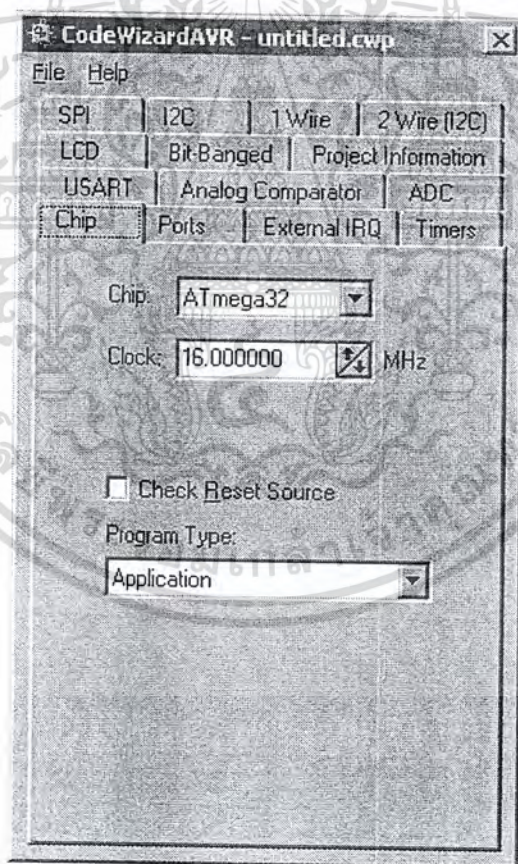 CodeWizardAVR - untitled.cwp
File Help
SPI I2C 1 Wire 2 Wire (I2C)
LCD Bit-Banged Project Information
USART Analog Comparator ADC
Chip Ports External IRQ Timers
Chip: ATmega32
Clock: 16.000000 MHz
Check Reset Source
Program Type:
Application